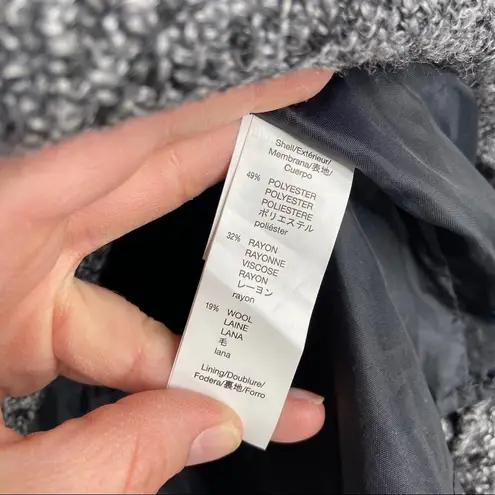 Shell/Extérieur/
Membrana/表地/
Cuerpo
49% POLYESTER
POLYESTER
POLIESTERE
ポリエステル
poliéster
32% RAYON
RAYONNE
VISCOSE
RAYON
レーヨン
rayon
19% WOOL
LAINE
LANA
毛
lana
Lining/Doublure/
Fodera/裏地/Forro